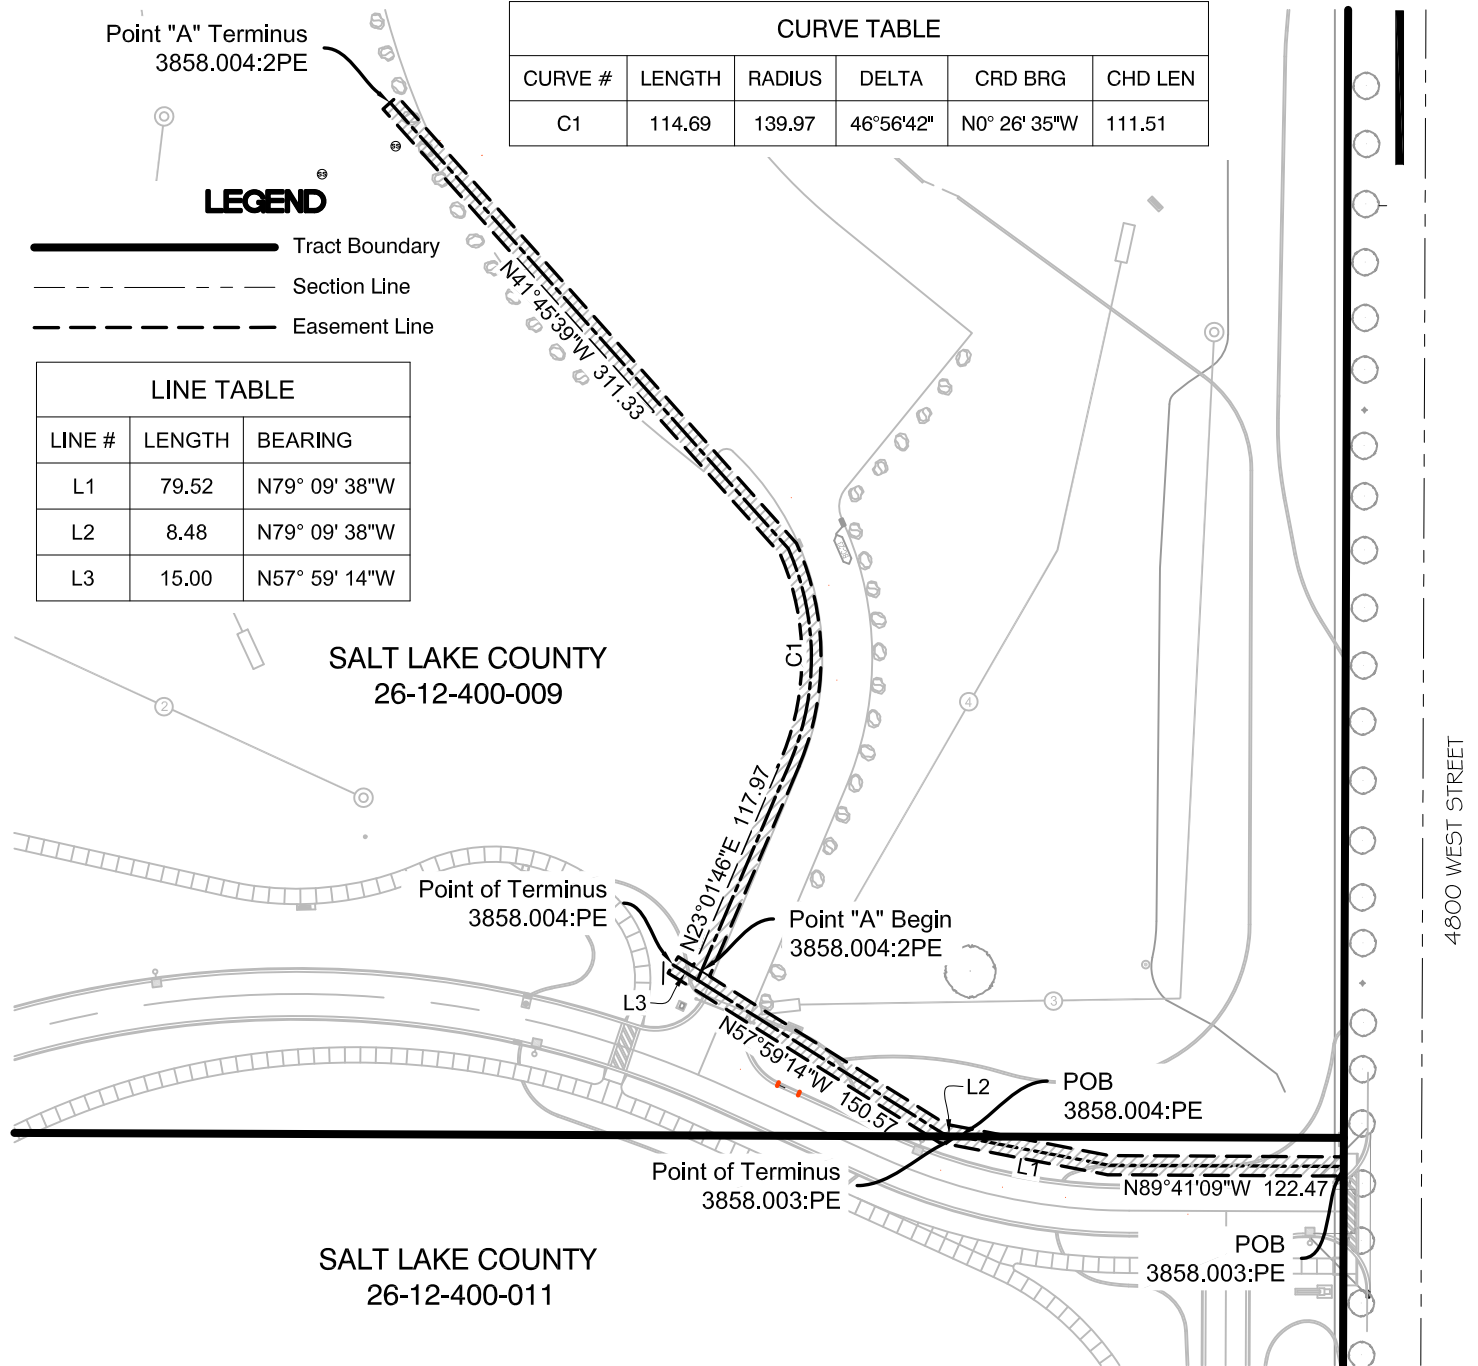 Point "A" Terminus
3858.004:2PE
CURVE TABLE
CURVE # LENGTH RADIUS DELTA CRD BRG CHD LEN
C1 114.69 139.97 46°56'42" N0° 26' 35"W 111.51
LEGEND
Tract Boundary
Section Line
Easement Line
LINE TABLE
LINE # LENGTH BEARING
L1 79.52 N79° 09' 38"W
L2 8.48 N79° 09' 38"W
L3 15.00 N57° 59' 14"W
N41°45'39"W 311.33
C1
SALT LAKE COUNTY
26-12-400-009
2
4
4800 WEST STREET
N23°01'46"E 117.97
Point of Terminus
3858.004:PE
Point "A" Begin
3858.004:2PE
L3
3
N57°59'14"W 150.57
L2
POB
3858.004:PE
L1
Point of Terminus
3858.003:PE
N89°41'09"W 122.47
POB
3858.003:PE
SALT LAKE COUNTY
26-12-400-011